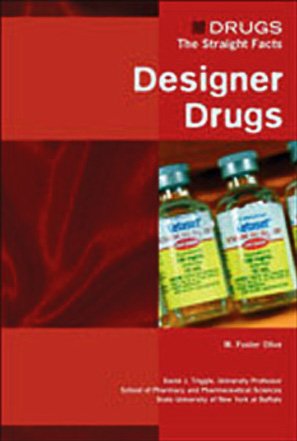 DRUGS
The Straight Facts
Designer
Drugs
M. Foster Olive
David J. Triggle, University Professor
School of Pharmacy and Pharmaceutical Sciences
State University of New York at Buffalo